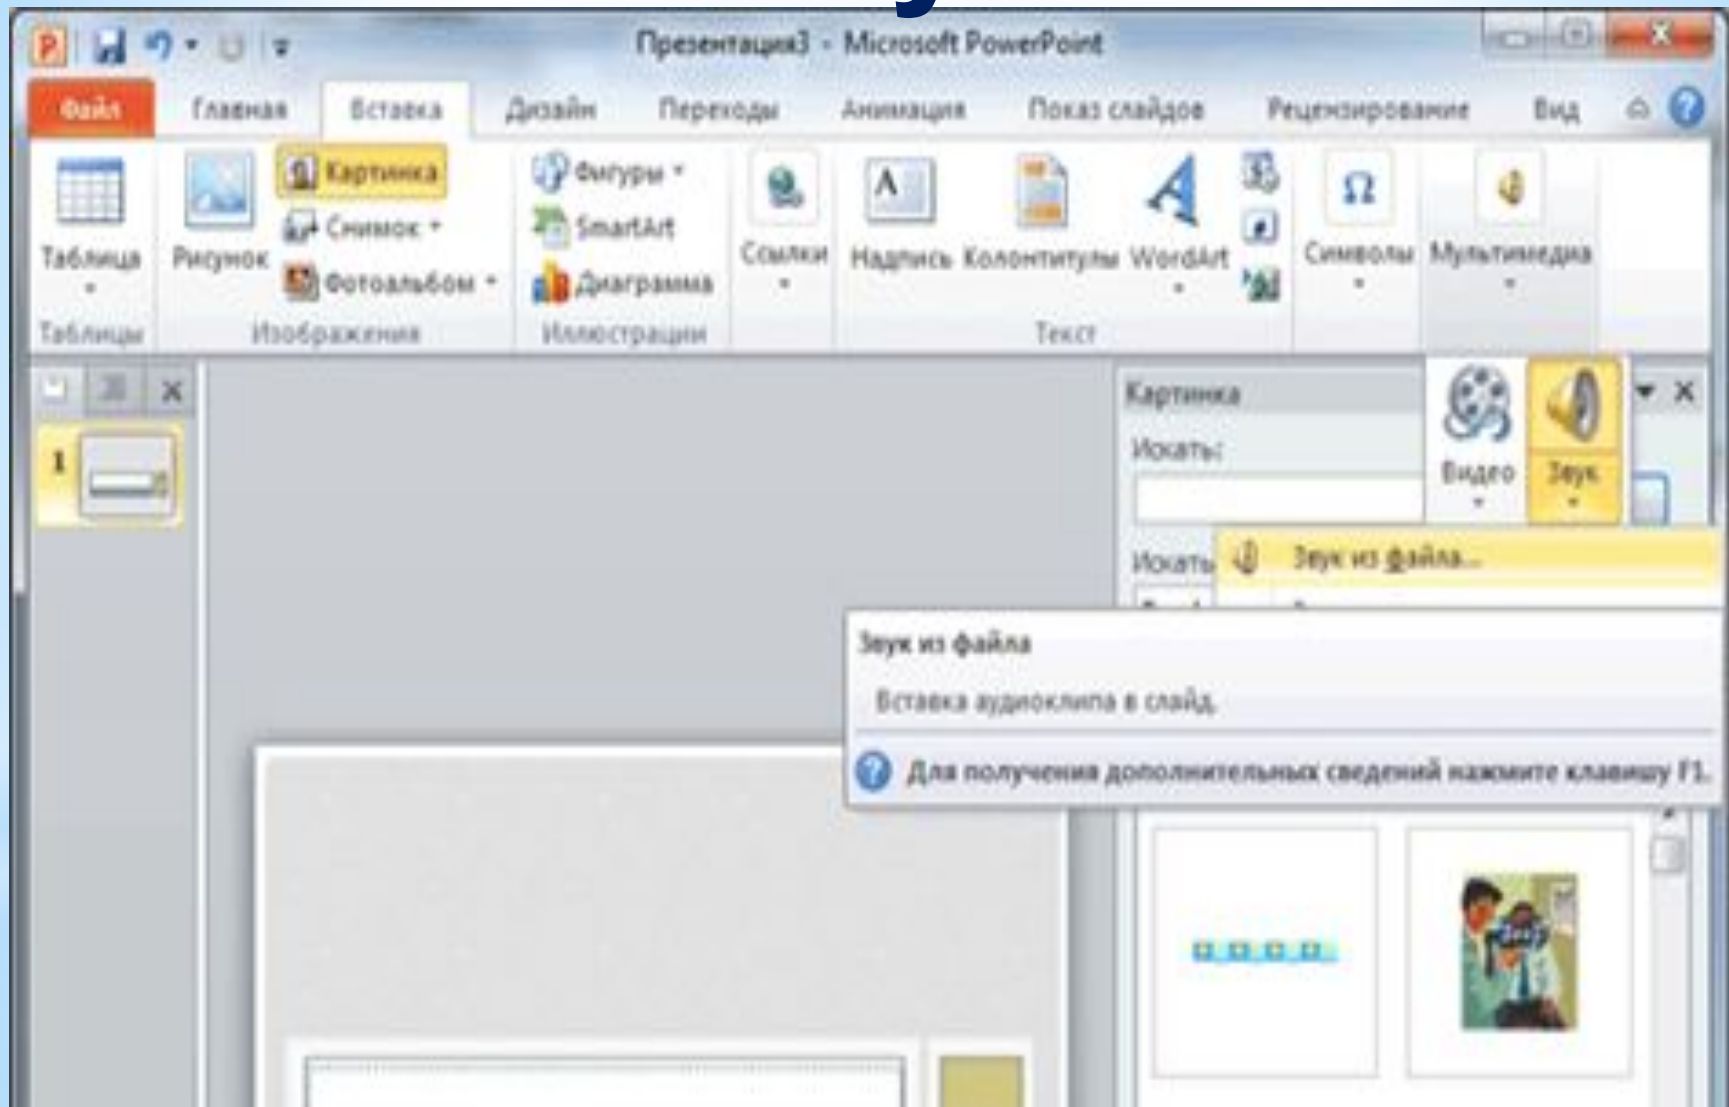 Презентация3 - Microsoft PowerPoint
Файл Главная Вставка Дизайн Переходы Анимация Показ слайдов Рецензирование Вид
Таблица
Рисунок
Картинка
Снимок
Фотоальбом
Фигуры
SmartArt
Диаграмма
Ссылки
Надпись
Колонтитулы
WordArt
Символы
Мультимедиа
Таблицы Изображения Иллюстрации Текст
1
Картинка
Искать:
Видео
Звук
Искать
Звук из файла...
Звук из файла
Вставка аудиоклипа в слайд.
Для получения дополнительных сведений нажмите клавишу F1.